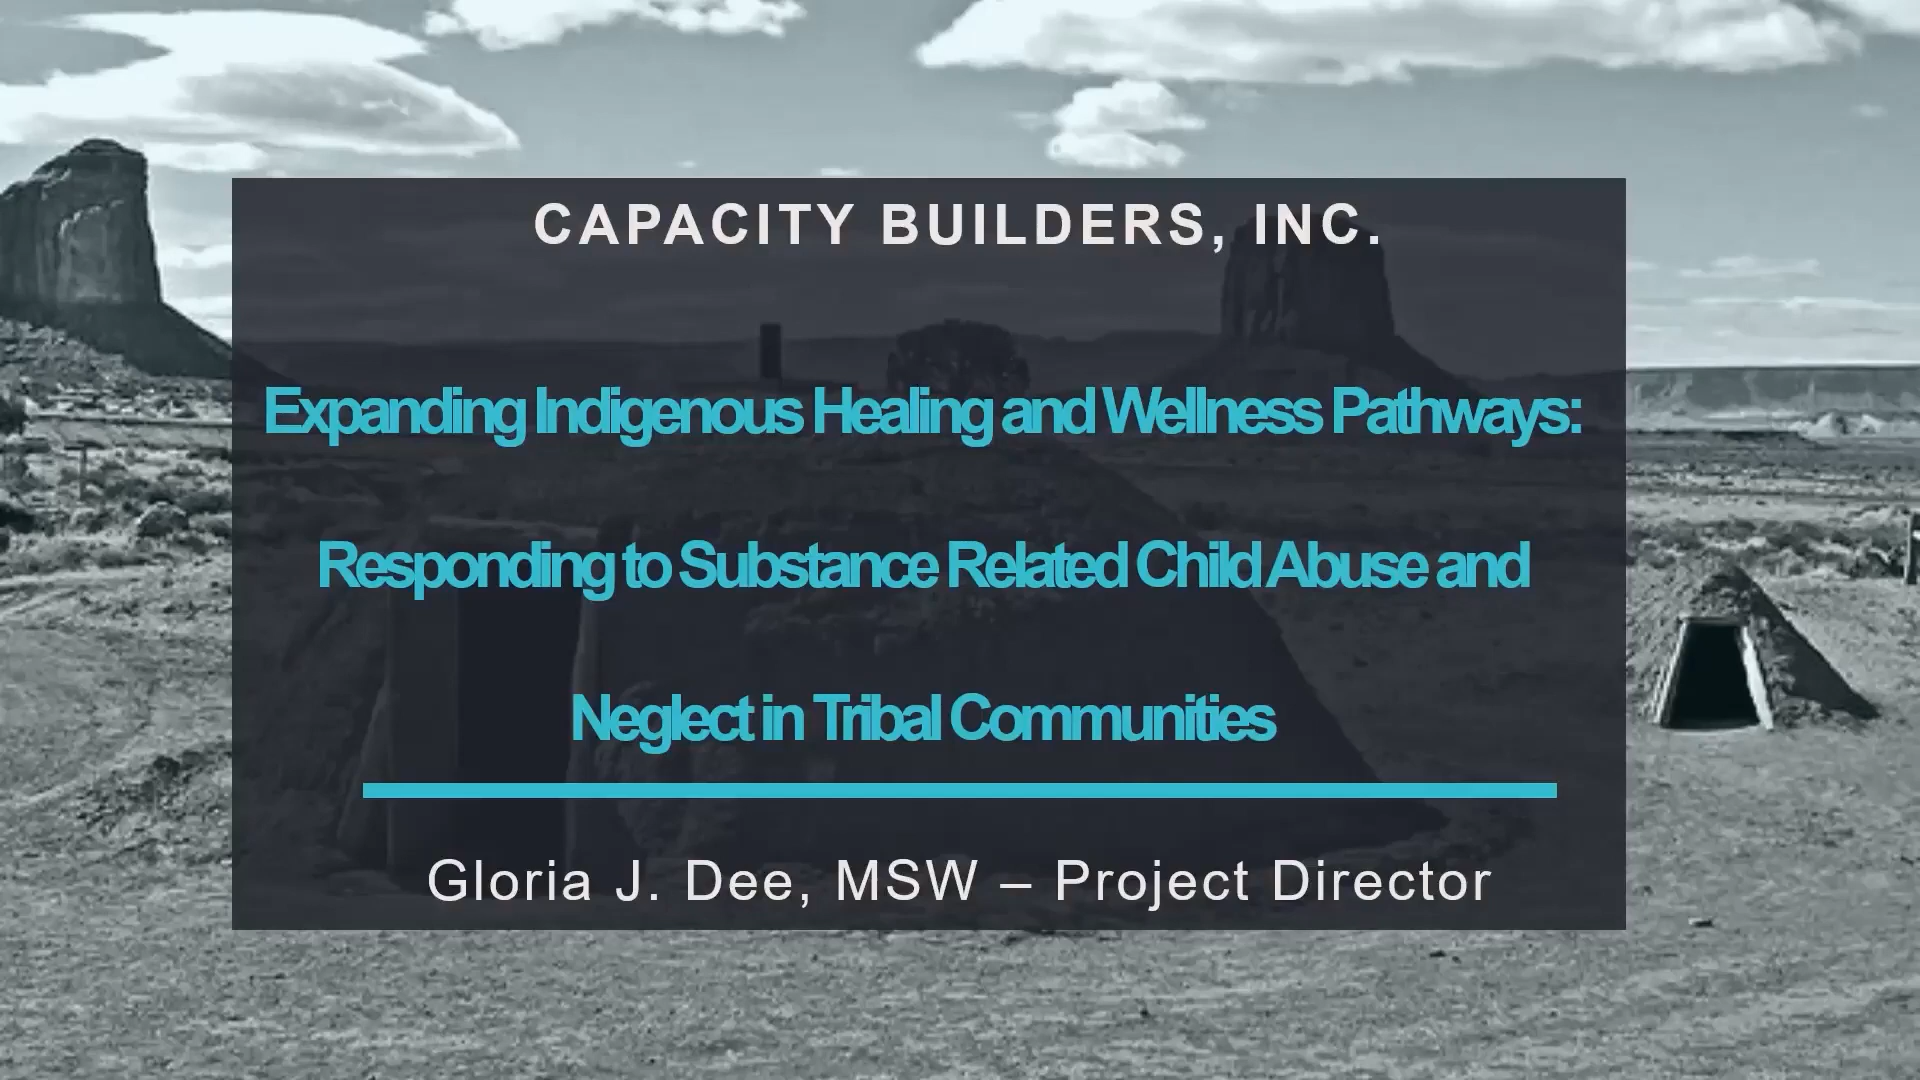 CAPACITY BUILDERS, INC.
Expanding Indigenous Healing and Wellness Pathways:
Responding to Substance Related Child Abuse and
Neglect in Tribal Communities
Gloria J. Dee, MSW – Project Director